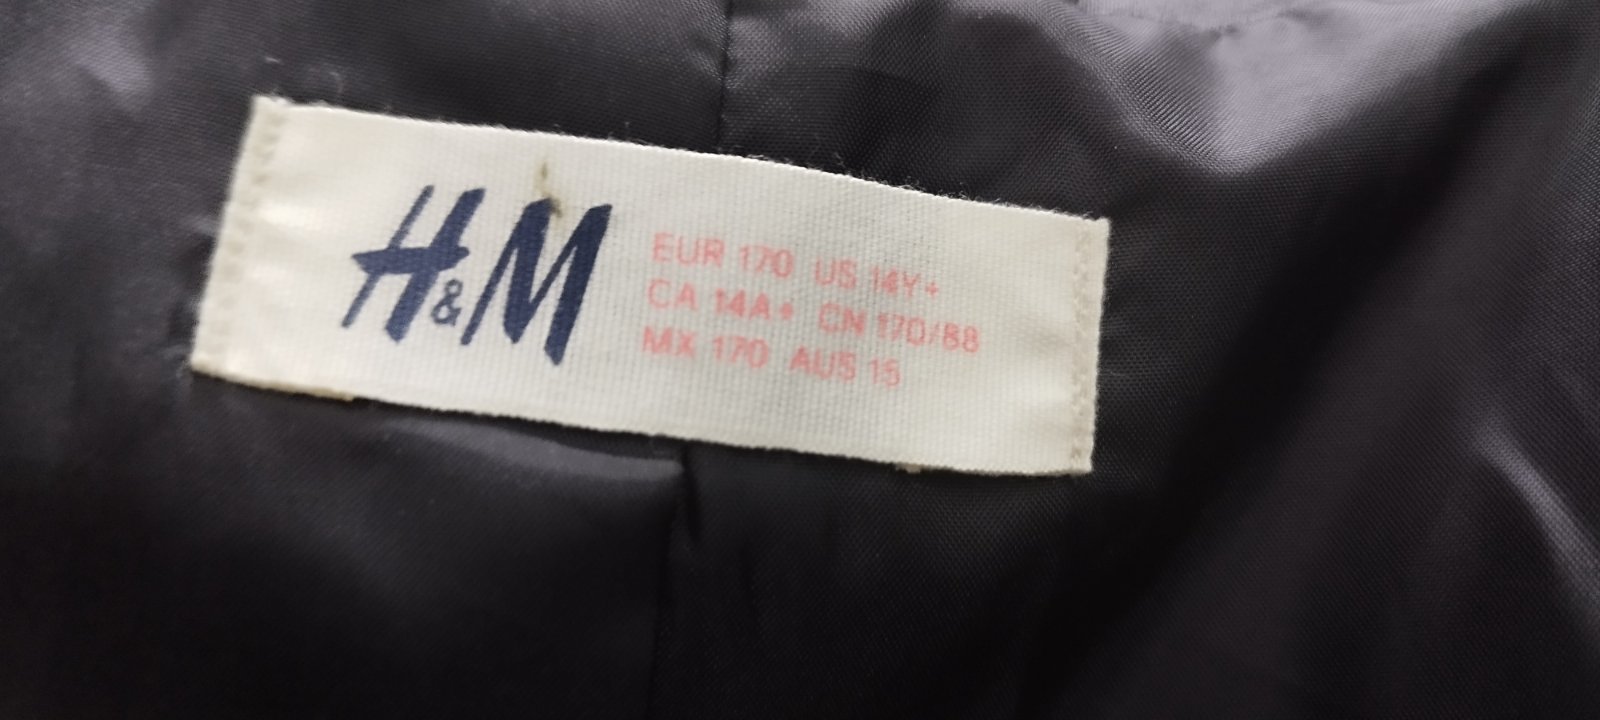 H&M
EUR 170 US 14Y+
CA 14A+ CN 170/88
MX 170 AUS 15